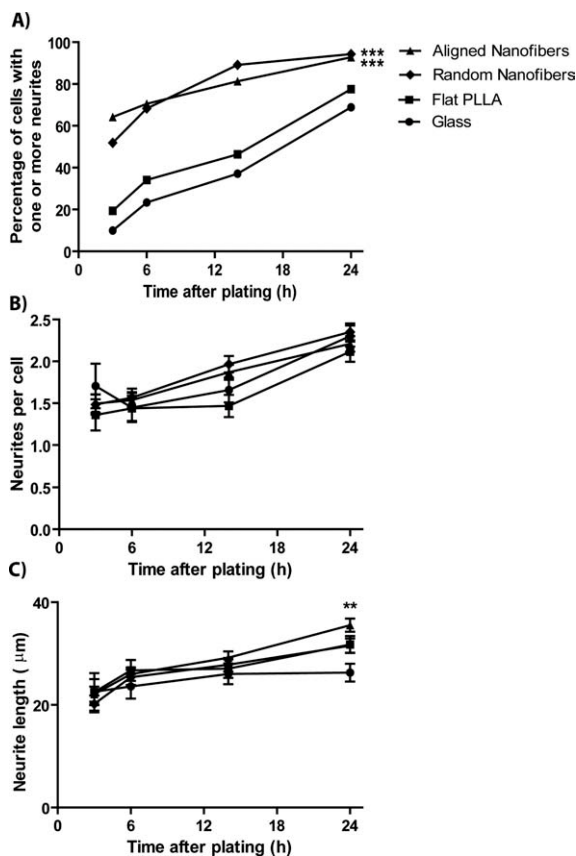 A)
Percentage of cells with
one or more neurites
100
80
60
40
20
0
0 6 12 18 24
Time after plating (h)
***
***
Aligned Nanofibers
Random Nanofibers
Flat PLLA
Glass
B)
Neurites per cell
2.5
2.0
1.5
1.0
0.5
0.0
0 6 12 18 24
Time after plating (h)
C)
Neurite length ( μm)
40
20
0
0 6 12 18 24
Time after plating (h)
**